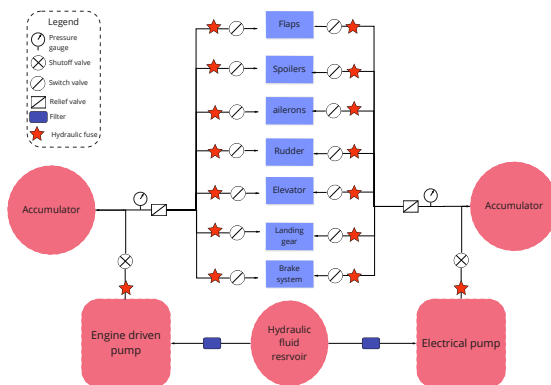 Legend
Pressure
gauge
Shutoff valve
Switch valve
Relief valve
Filter
Hydraulic fuse
Flaps
Spoilers
ailerons
Rudder
Elevator
Landing
gear
Brake
system
Accumulator
Accumulator
Engine driven
pump
Hydraulic
fluid
resrvoir
Electrical pump